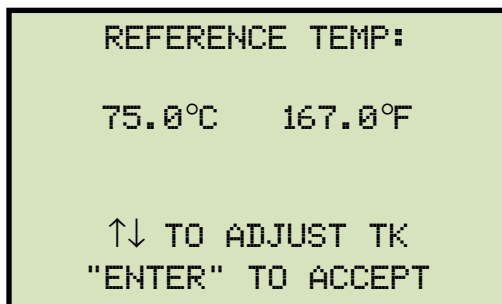 REFERENCE TEMP:
75.0°C 167.0°F
↑↓ TO ADJUST TK
"ENTER" TO ACCEPT